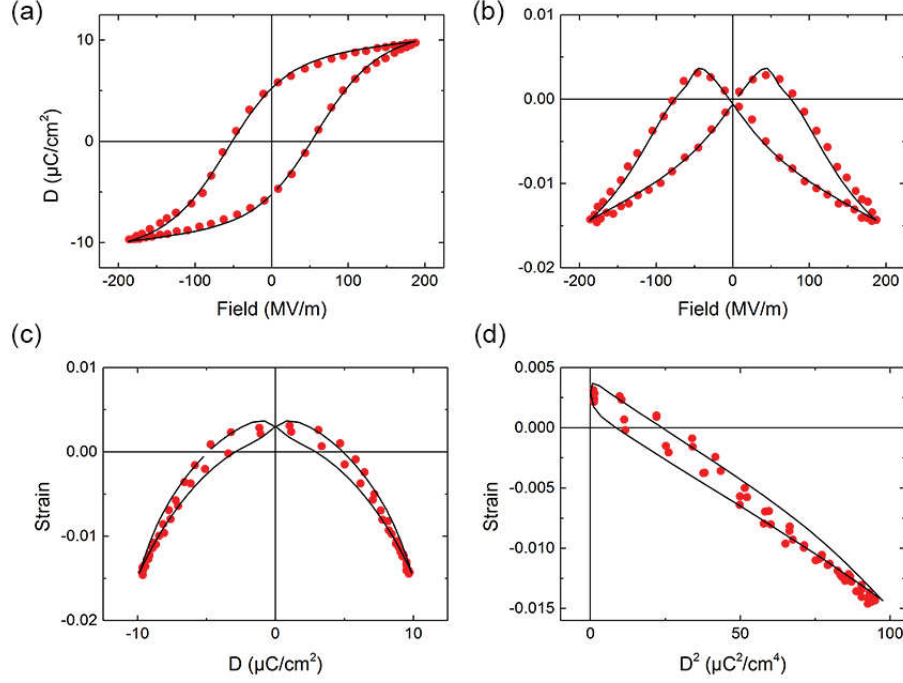 (a)
(b)
10
0
-10
D (µC/cm²)
-200
-100
0
100
200
Field (MV/m)
0.01
0.00
-0.01
-0.02
-200
-100
0
100
200
Field (MV/m)
(c)
(d)
0.01
0.00
-0.01
-0.02
Strain
-10
0
10
D (µC/cm²)
0.005
0.000
-0.005
-0.010
-0.015
Strain
0
50
100
D² (µC²/cm⁴)